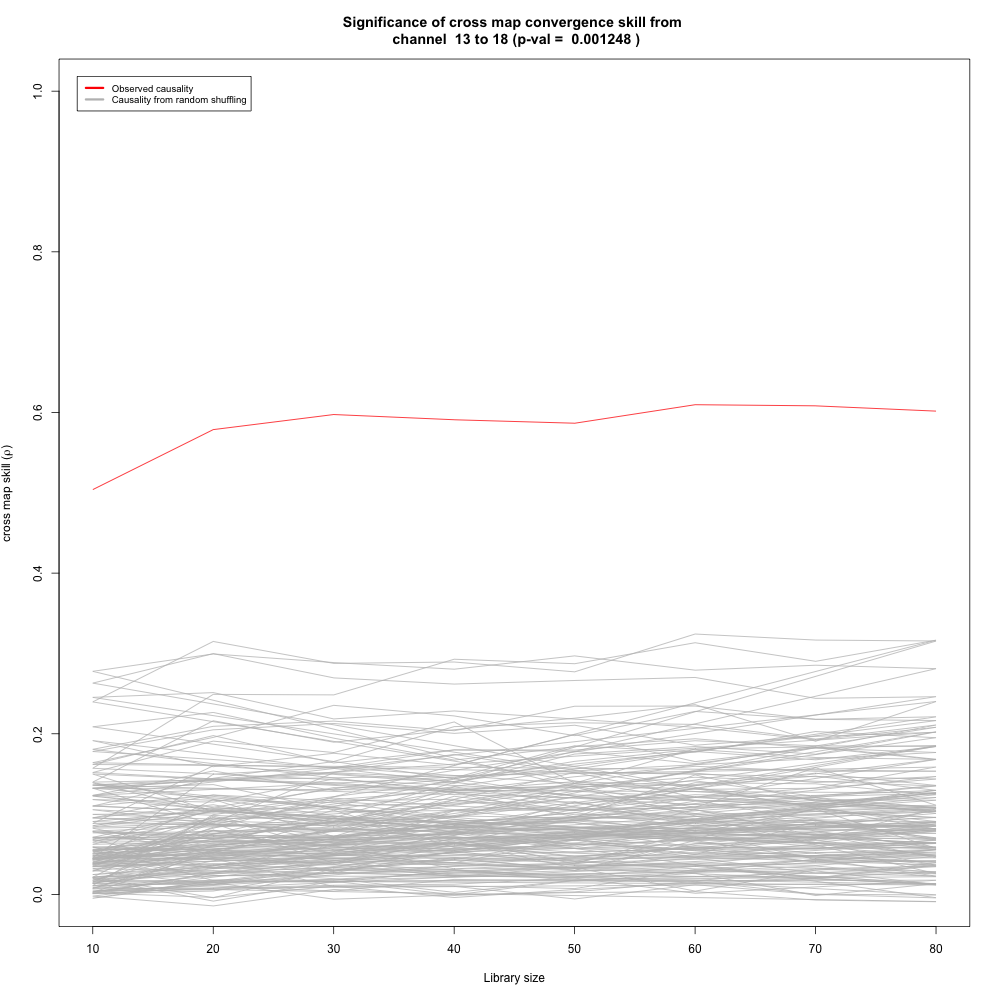 Significance of cross map convergence skill from
channel  13 to 18 (p-val =  0.001248 )
Observed causality
Causality from random shuffling
1.0
0.8
0.6
0.4
0.2
0.0
cross map skill (ρ)
10 20 30 40 50 60 70 80
Library size